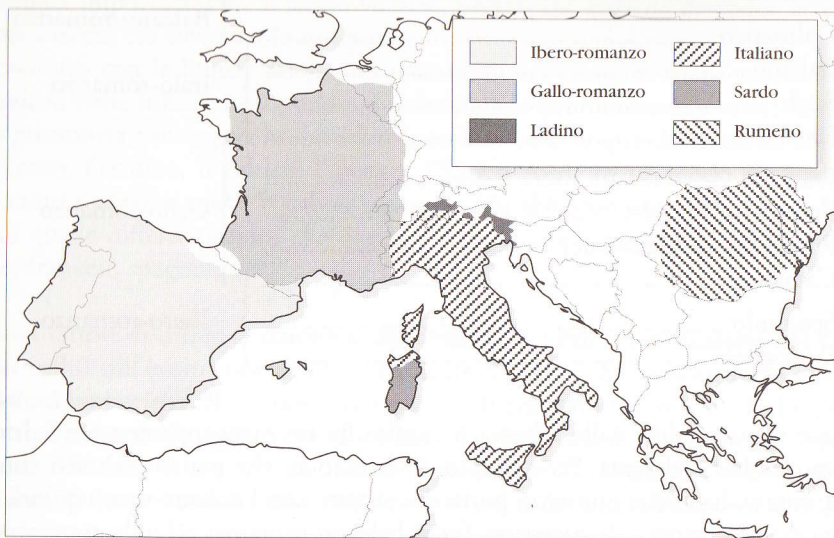 Ibero-romanzo
Gallo-romanzo
Ladino
Italiano
Sardo
Rumeno